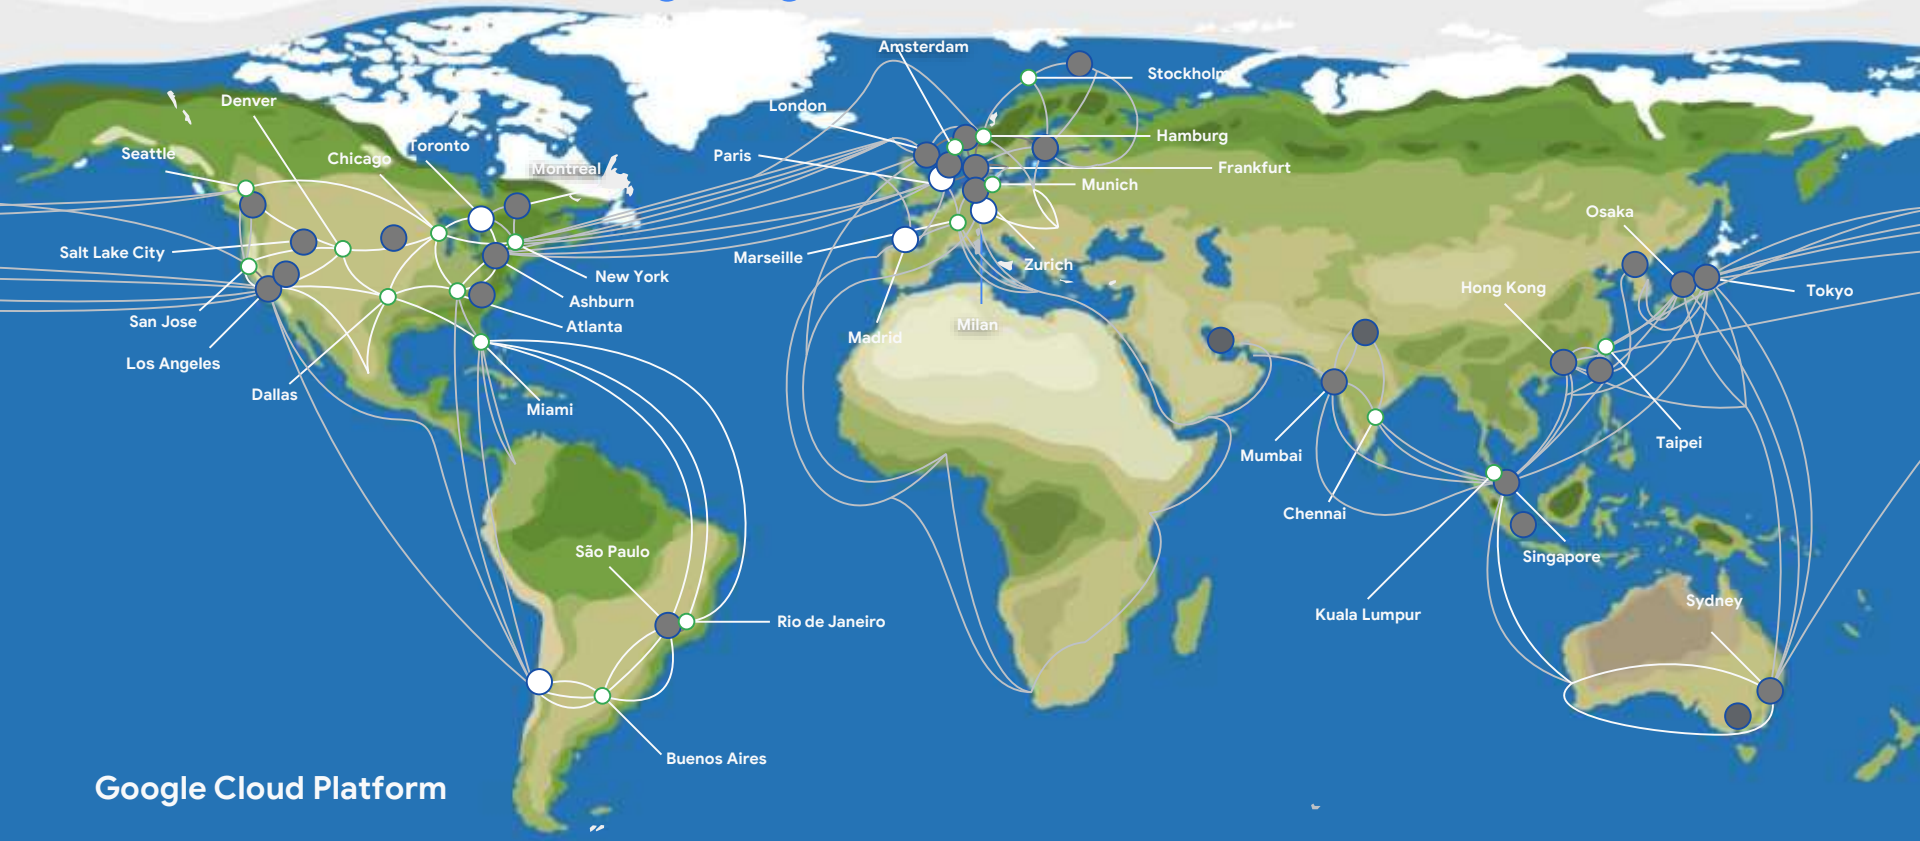 Amsterdam
Stockholm
Denver
London
Hamburg
Toronto
Seattle
Chicago
Paris
Montreal
Frankfurt
Munich
Osaka
Salt Lake City
Marseille
Zurich
New York
Hong Kong
Tokyo
Ashburn
San Jose
Atlanta
Milan
Madrid
Los Angeles
Dallas
Miami
Taipei
Mumbai
Chennai
São Paulo
Singapore
Sydney
Kuala Lumpur
Rio de Janeiro
Buenos Aires
Google Cloud Platform